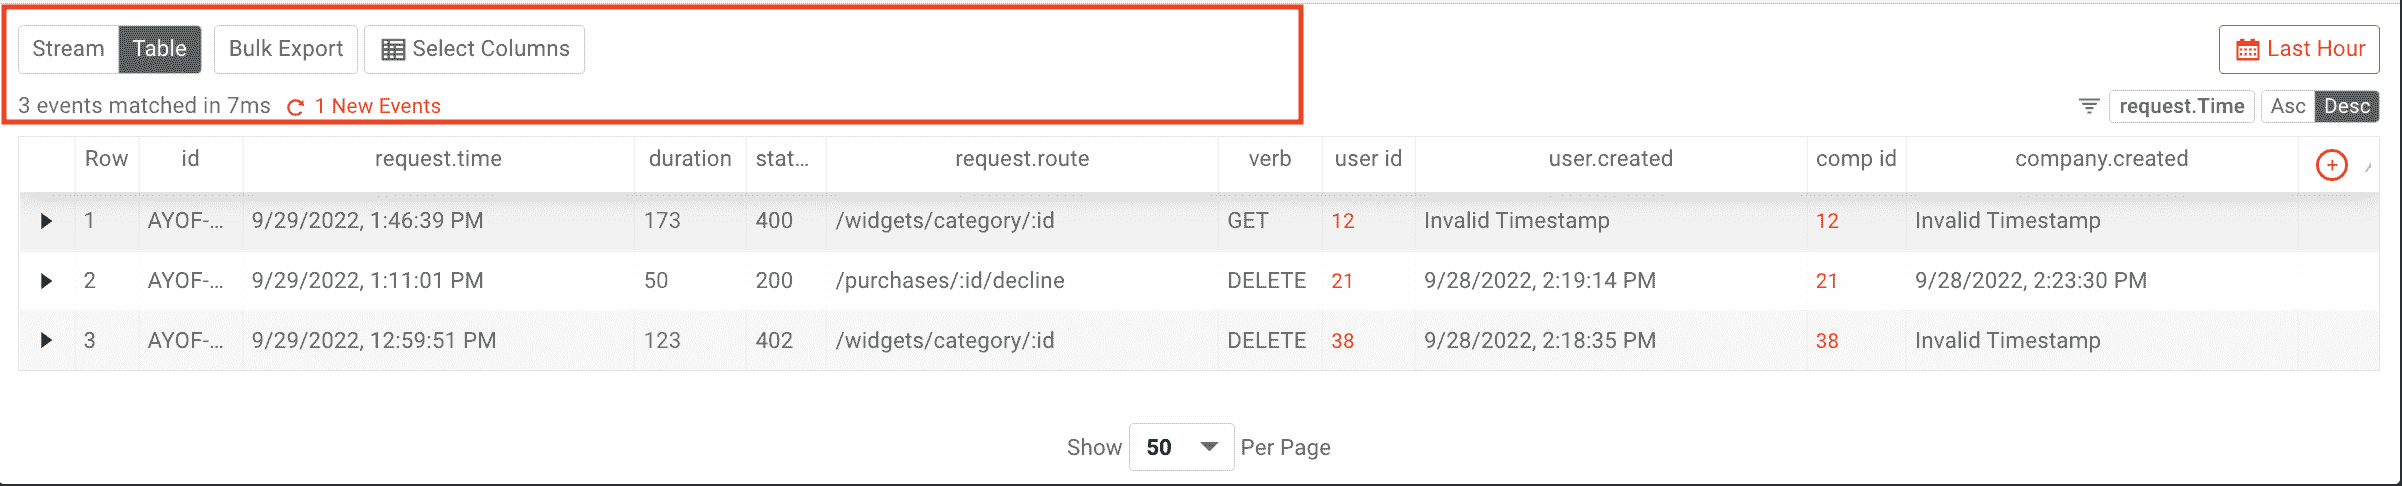 Stream Table Bulk Export Select Columns Last Hour
3 events matched in 7ms 1 New Events request.Time Asc Desc
Row id request.time duration stat... request.route verb user id user.created comp id company.created
1 AYOF-... 9/29/2022, 1:46:39 PM 173 400 /widgets/category/:id GET 12 Invalid Timestamp 12 Invalid Timestamp
2 AYOF-... 9/29/2022, 1:11:01 PM 50 200 /purchases/:id/decline DELETE 21 9/28/2022, 2:19:14 PM 21 9/28/2022, 2:23:30 PM
3 AYOF-... 9/29/2022, 12:59:51 PM 123 402 /widgets/category/:id DELETE 38 9/28/2022, 2:18:35 PM 38 Invalid Timestamp
Show 50 Per Page